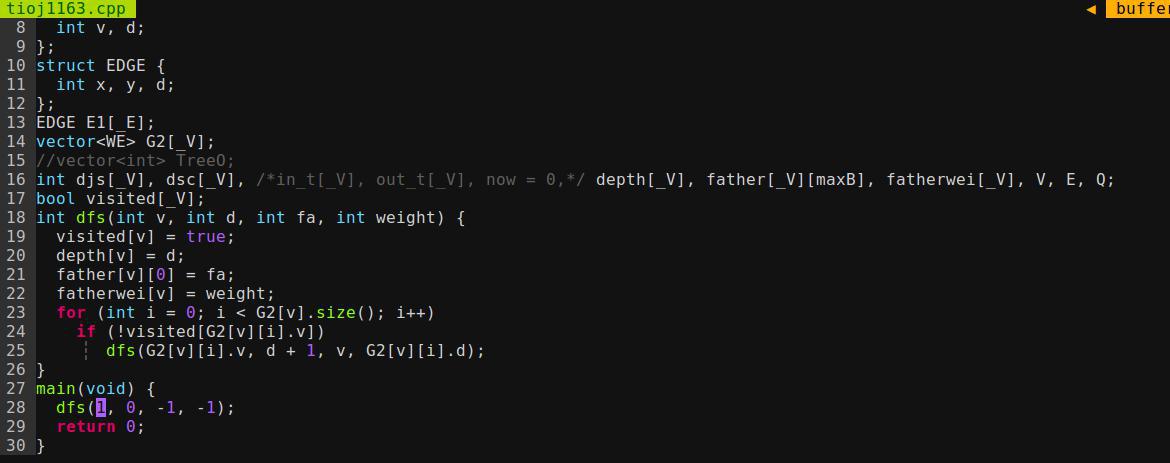 tioj1163.cpp ◀ buffer
8 int v, d;
9 };
10 struct EDGE {
11 int x, y, d;
12 };
13 EDGE E1[_E];
14 vector<WE> G2[_V];
15 //vector<int> TreeO;
16 int djs[_V], dsc[_V], /*in_t[_V], out_t[_V], now = 0,*/ depth[_V], father[_V][maxB], fatherwei[_V], V, E, Q;
17 bool visited[_V];
18 int dfs(int v, int d, int fa, int weight) {
19 visited[v] = true;
20 depth[v] = d;
21 father[v][0] = fa;
22 fatherwei[v] = weight;
23 for (int i = 0; i < G2[v].size(); i++)
24 if (!visited[G2[v][i].v])
25 ¦ dfs(G2[v][i].v, d + 1, v, G2[v][i].d);
26 }
27 main(void) {
28 dfs(1, 0, -1, -1);
29 return 0;
30 }